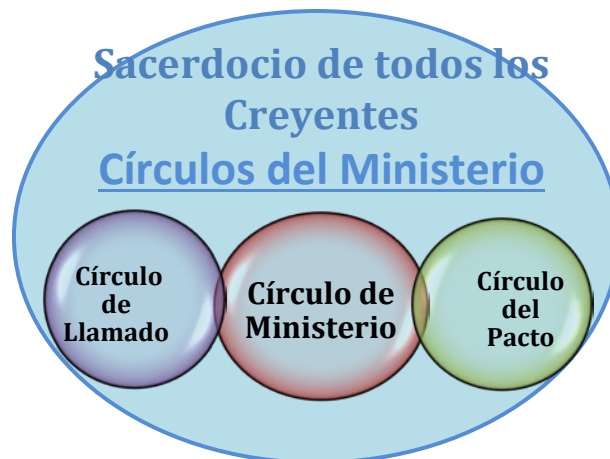 Sacerdocio de todos los
Creyentes
Círculos del Ministerio
Círculo
de
Llamado
Círculo de
Ministerio
Círculo
del
Pacto